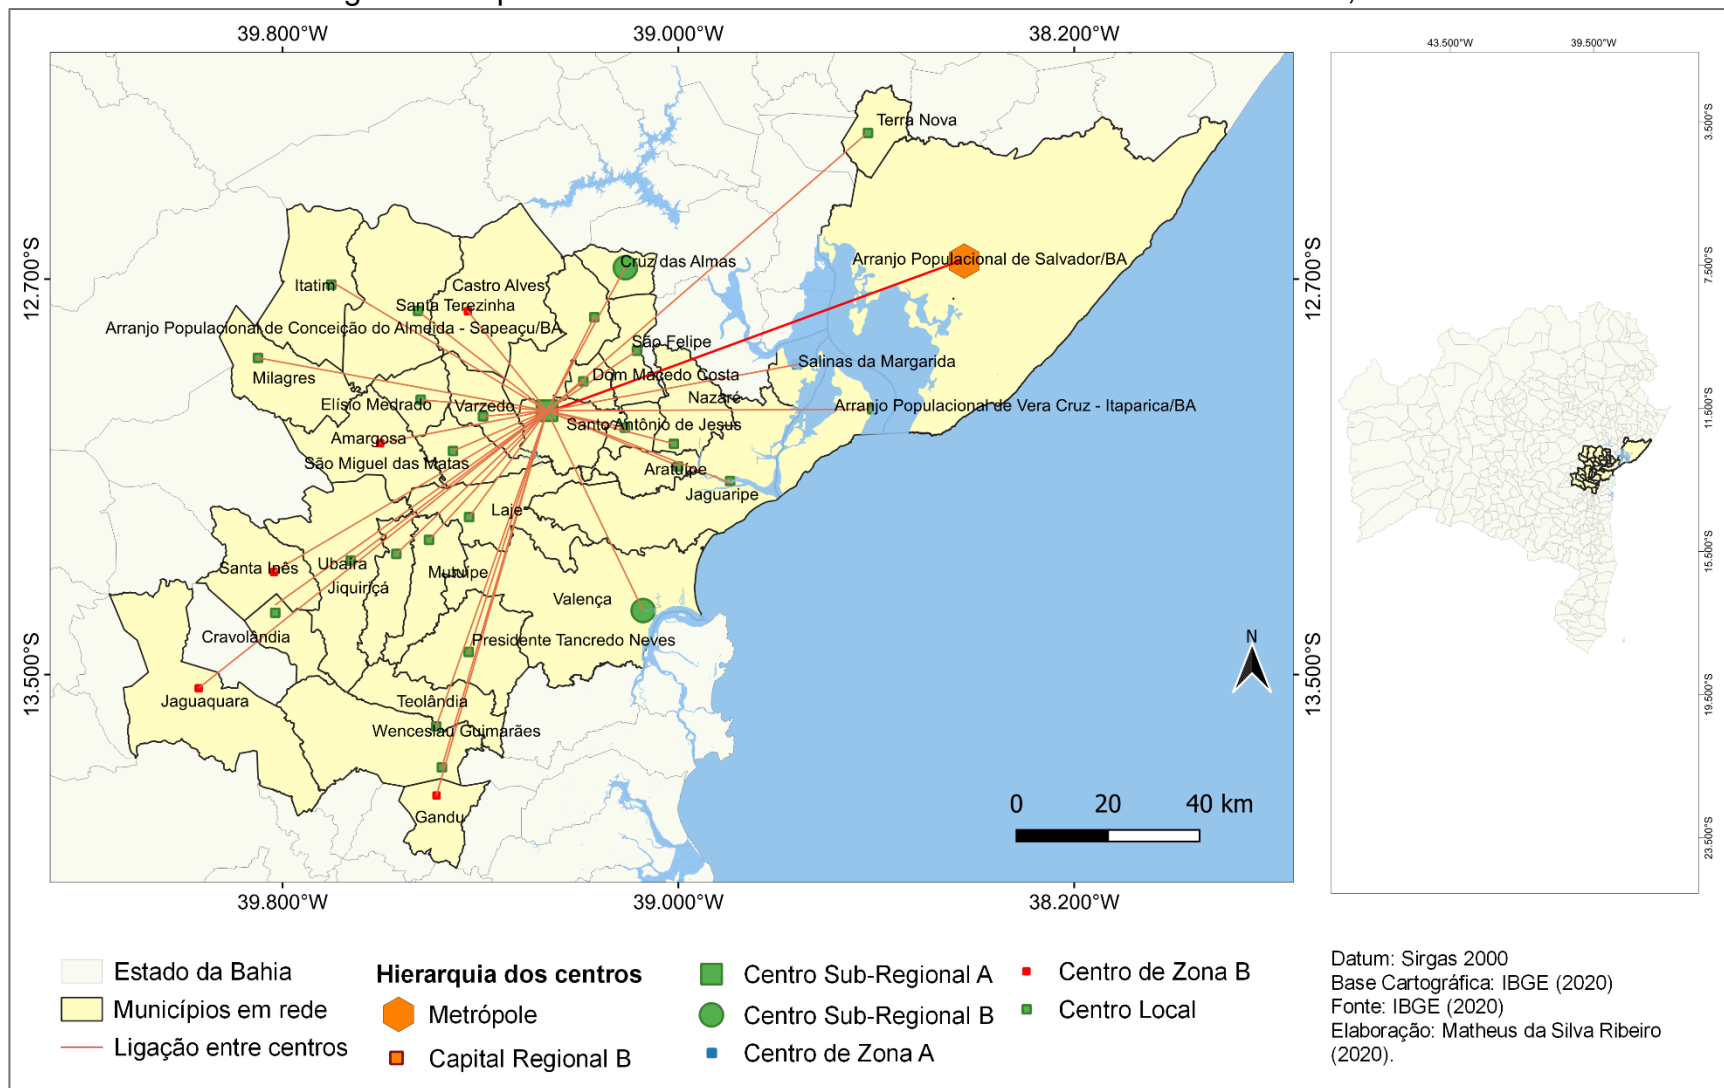 39.800°W
39.000°W
38.200°W
43.500°W
39.500°W
3.500°S
7.500°S
11.500°S
15.500°S
19.500°S
23.500°S
12.700°S
12.700°S
13.500°S
13.500°S
Terra Nova
Cruz das Almas
Arranjo Populacional de Salvador/BA
Itatim
Castro Alves
Santa Terezinha
Arranjo Populacional de Conceição do Almeida - Sapeaçu/BA
São Felipe
Salinas da Margarida
Milagres
Dom Macedo Costa
Elísio Medrado
Varzedo
Nazaré
Arranjo Populacional de Vera Cruz - Itaparica/BA
Santo Antônio de Jesus
Amargosa
São Miguel das Matas
Aratuípe
Jaguaripe
Laje
Santa Inês
Ubaíra
Mutuípe
Jiquiriçá
Valença
Cravolândia
Presidente Tancredo Neves
Jaguaquara
Teolândia
Wenceslau Guimarães
Gandu
N
0 20 40 km
39.800°W
39.000°W
38.200°W
Estado da Bahia
Municípios em rede
Ligação entre centros
Hierarquia dos centros
Metrópole
Capital Regional B
Centro Sub-Regional A
Centro Sub-Regional B
Centro de Zona A
Centro de Zona B
Centro Local
Datum: Sirgas 2000
Base Cartográfica: IBGE (2020)
Fonte: IBGE (2020)
Elaboração: Matheus da Silva Ribeiro
(2020).